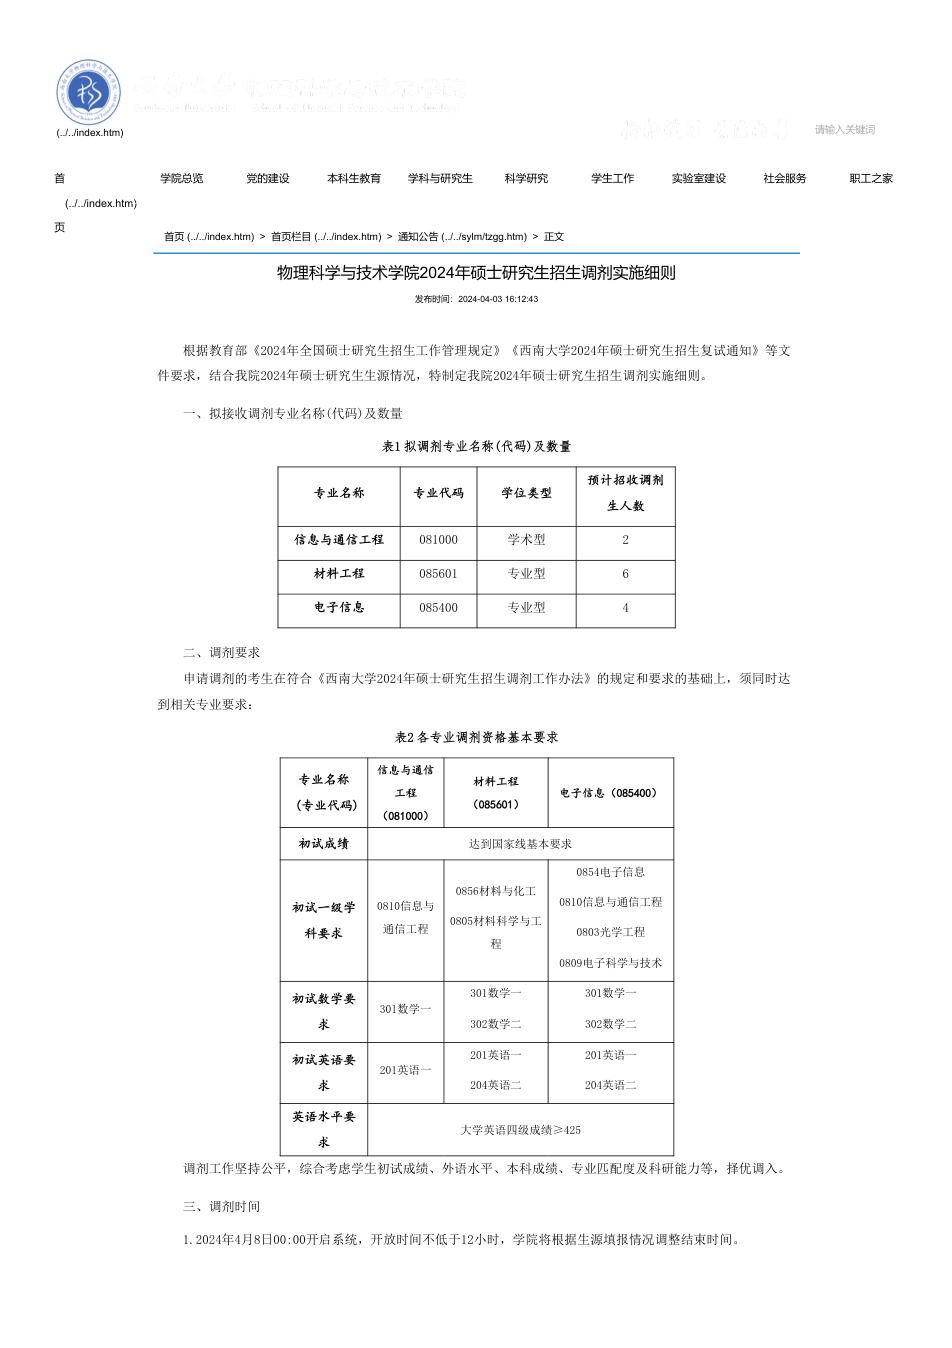 (../../index.htm)
请输入关键词
首
(../../index.htm)
页
学院总览 党的建设 本科生教育 学科与研究生 科学研究 学生工作 实验室建设 社会服务 职工之家
首页 (../../index.htm) > 首页栏目 (../../index.htm) > 通知公告 (../../sylm/tzgg.htm) > 正文
物理科学与技术学院2024年硕士研究生招生调剂实施细则
发布时间：2024-04-03 16:12:43
根据教育部《2024年全国硕士研究生招生工作管理规定》《西南大学2024年硕士研究生招生复试通知》等文
件要求，结合我院2024年硕士研究生生源情况，特制定我院2024年硕士研究生招生调剂实施细则。
一、拟接收调剂专业名称(代码)及数量
表1 拟调剂专业名称(代码)及数量
专业名称 专业代码 学位类型 预计招收调剂
生人数
信息与通信工程 081000 学术型 2
材料工程 085601 专业型 6
电子信息 085400 专业型 4
二、调剂要求
申请调剂的考生在符合《西南大学2024年硕士研究生招生调剂工作办法》的规定和要求的基础上，须同时达
到相关专业要求：
表2 各专业调剂资格基本要求
专业名称
(专业代码)
信息与通信
工程
（081000）
材料工程
（085601）
电子信息（085400）
初试成绩 达到国家线基本要求
初试一级学
科要求
0810信息与
通信工程
0856材料与化工
0805材料科学与工
程
0854电子信息
0810信息与通信工程
0803光学工程
0809电子科学与技术
初试数学要
求
301数学一
301数学一
302数学二
301数学一
302数学二
初试英语要
求
201英语一
201英语一
204英语二
201英语一
204英语二
英语水平要
求
大学英语四级成绩≥425
调剂工作坚持公平，综合考虑学生初试成绩、外语水平、本科成绩、专业匹配度及科研能力等，择优调入。
三、调剂时间
1.2024年4月8日00:00开启系统，开放时间不低于12小时，学院将根据生源填报情况调整结束时间。